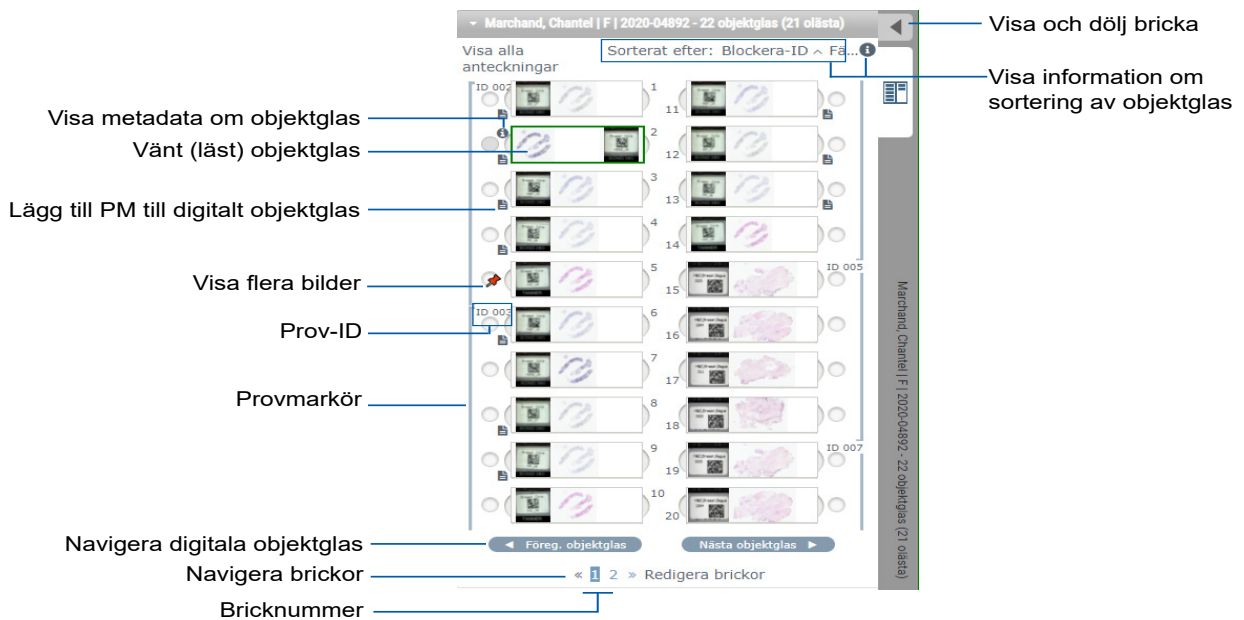 Marchand, Chantel | F | 2020-04892 - 22 objektglas (21 olästa)
Visa och dölj bricka
Visa alla
anteckningar
Sorterat efter: Blockera-ID ^ Fä...
Visa information om
sortering av objektglas
ID 002
1
11
Visa metadata om objektglas
2
12
Vänt (läst) objektglas
3
13
Lägg till PM till digitalt objektglas
4
14
Visa flera bilder
5
15
ID 005
Prov-ID
ID 003
6
16
7
17
Provmarkör
8
18
9
19
ID 007
10
20
Marchand, Chantel | F | 2020-04892 - 22 objektglas (21 olästa)
Navigera digitala objektglas
Föreg. objektglas
Nästa objektglas
Navigera brickor
« 1 2 » Redigera brickor
Bricknummer